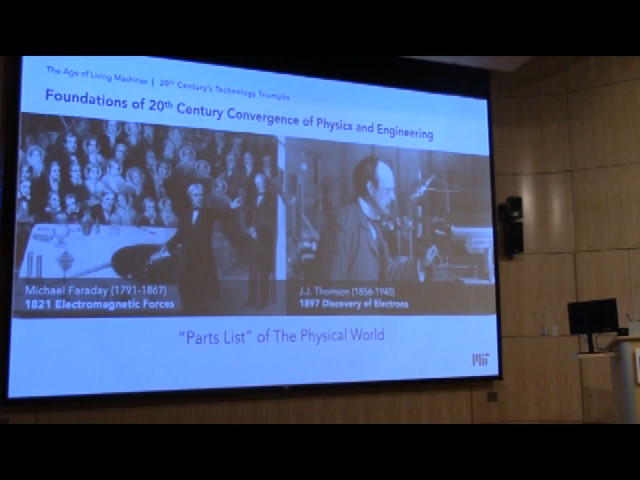 The Age of Living Machines | 20th Century's Technology Triumphs
Foundations of 20th Century Convergence of Physics and Engineering
Michael Faraday (1791-1867)
1821 Electromagnetic Forces
J.J. Thomson (1856-1940)
1897 Discovery of Electrons
"Parts List" of The Physical World
MIT